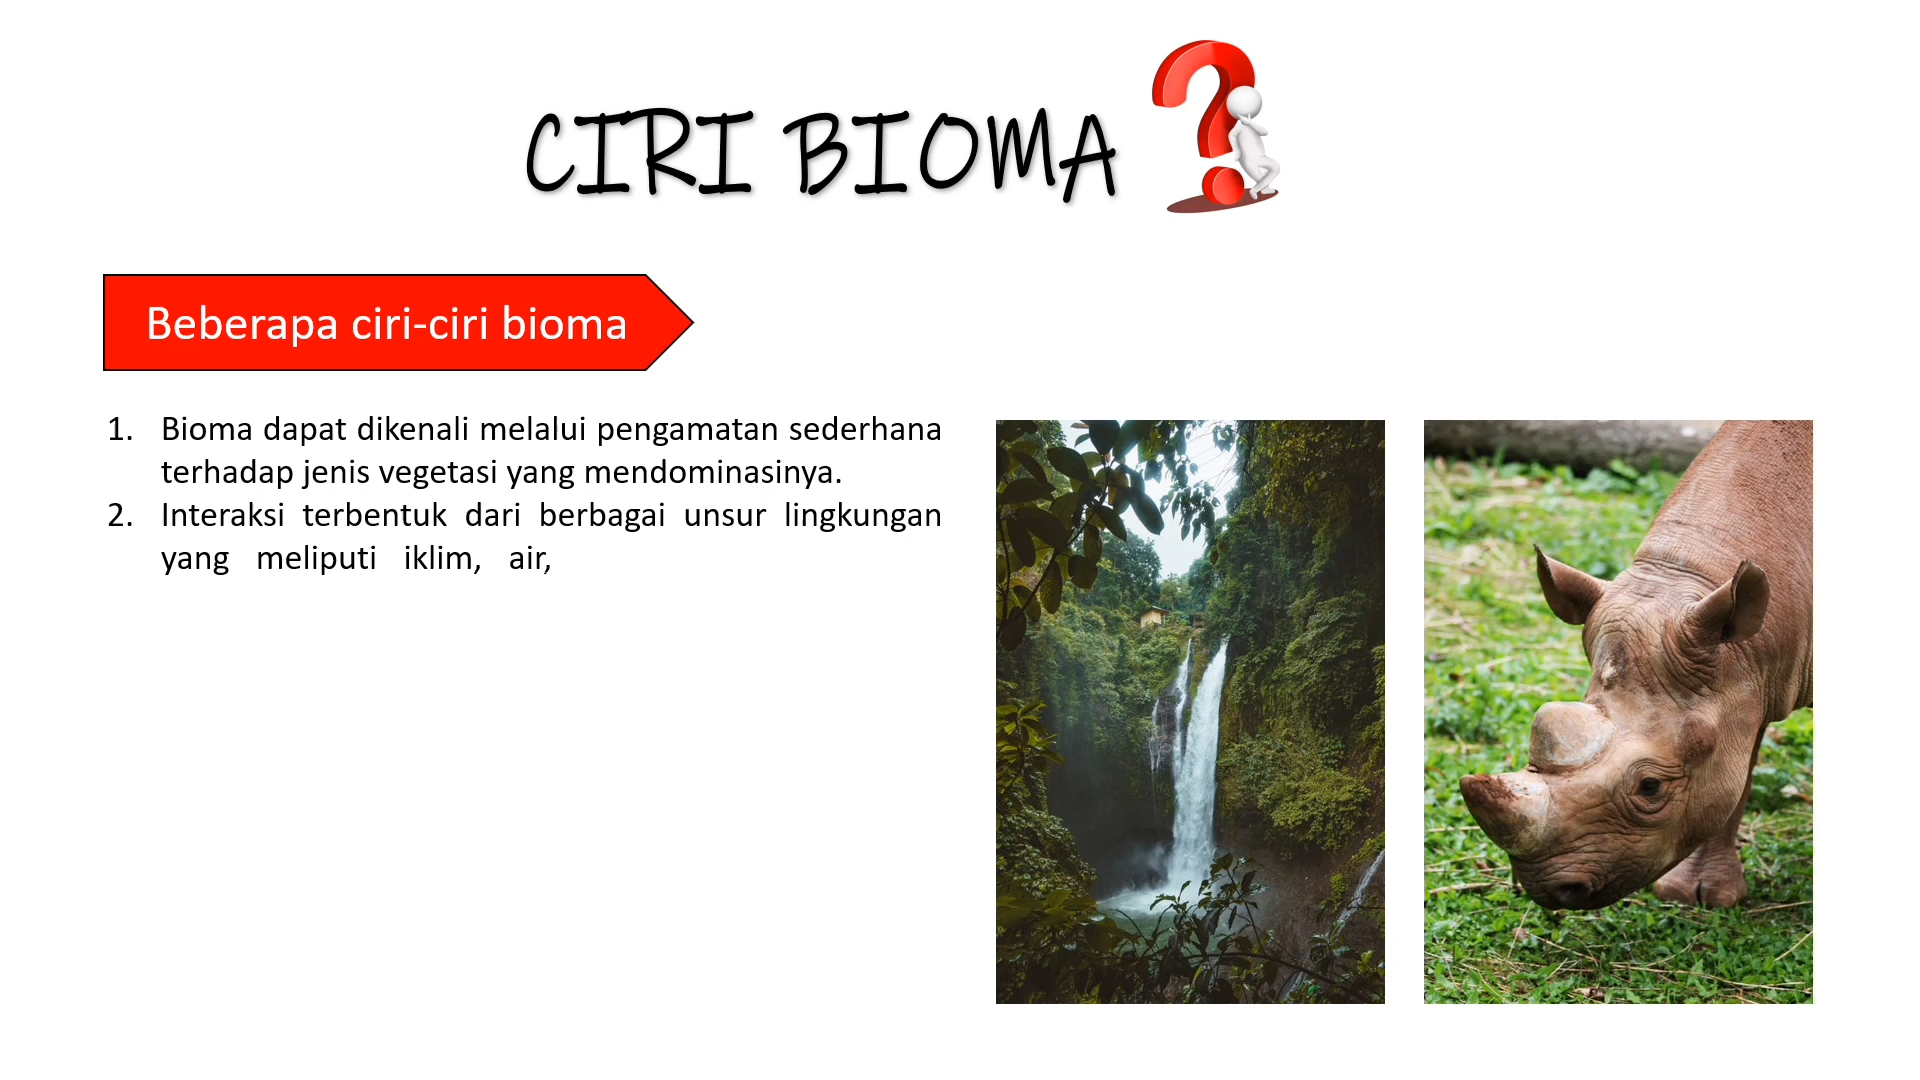 CIRI BIOMA
Beberapa ciri-ciri bioma
1. Bioma dapat dikenali melalui pengamatan sederhana
terhadap jenis vegetasi yang mendominasinya.
2. Interaksi terbentuk dari berbagai unsur lingkungan
yang meliputi iklim, air,